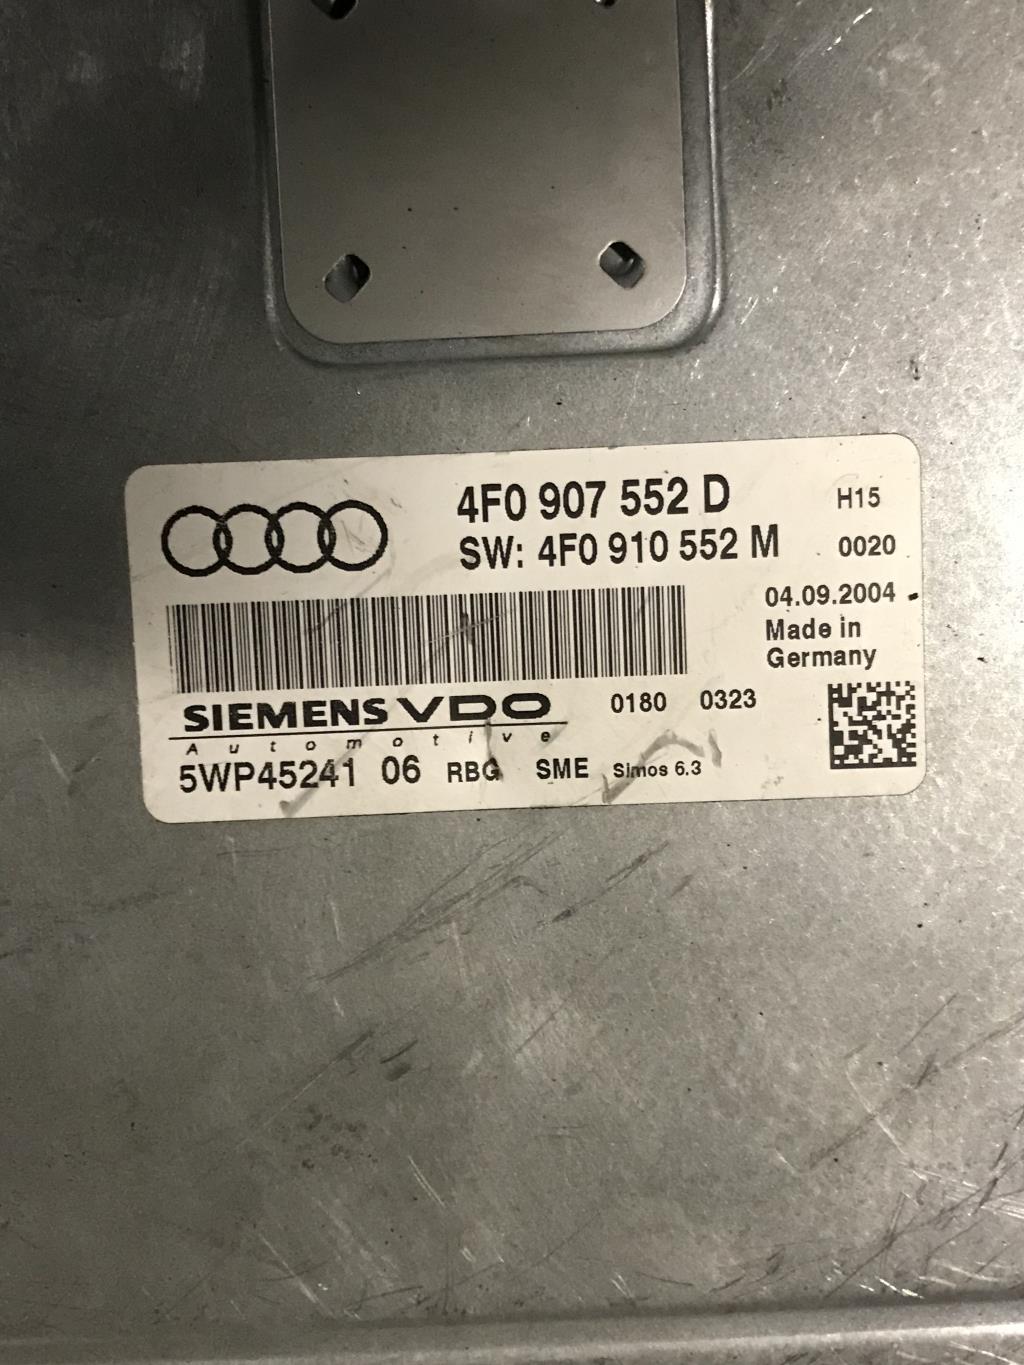 4F0 907 552 D H15
SW: 4F0 910 552 M 0020
04.09.2004
Made in
Germany
SIEMENS VDO 0180 0323
Automotive
5WP45241 06 RBG SME Simos 6.3